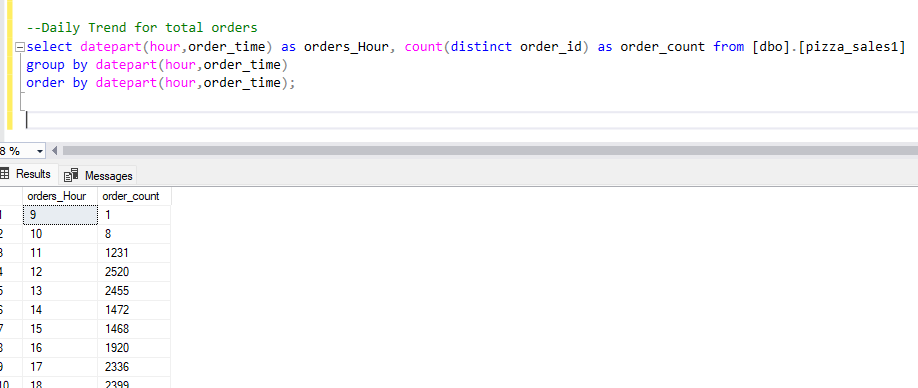 --Daily Trend for total orders
select datepart(hour,order_time) as orders_Hour, count(distinct order_id) as order_count from [dbo].[pizza_sales1]
group by datepart(hour,order_time)
order by datepart(hour,order_time);
8 %
Results Messages
orders_Hour order_count
1 9 1
2 10 8
3 11 1231
4 12 2520
5 13 2455
6 14 1472
7 15 1468
8 16 1920
9 17 2336
10 18 2399